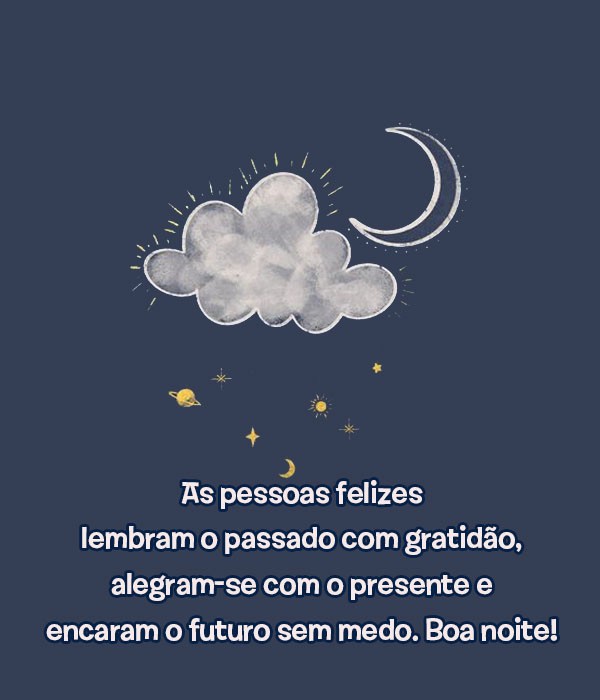 As pessoas felizes
lembram o passado com gratidão,
alegram-se com o presente e
encaram o futuro sem medo. Boa noite!